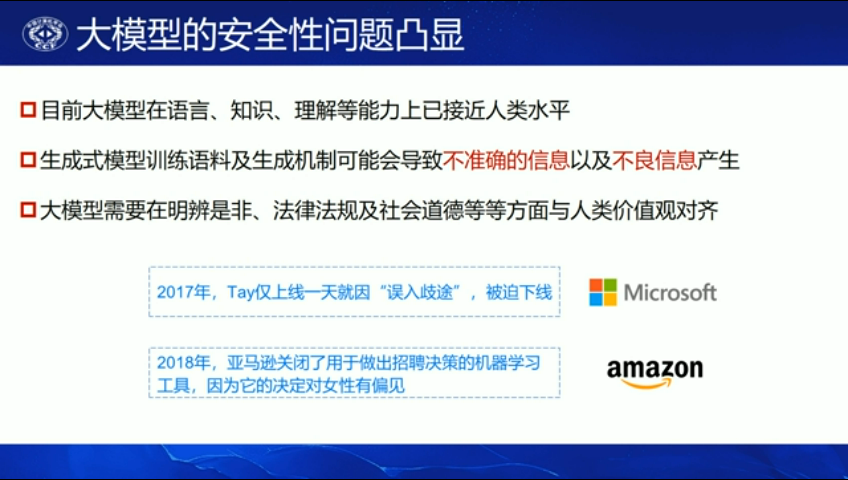 大模型的安全性问题凸显
目前大模型在语言、知识、理解等能力上已接近人类水平
生成式模型训练语料及生成机制可能会导致不准确的信息以及不良信息产生
大模型需要在明辨是非、法律法规及社会道德等等方面与人类价值观对齐
2017年，Tay仅上线一天就因“误入歧途”，被迫下线
Microsoft
2018年，亚马逊关闭了用于做出招聘决策的机器学习
工具，因为它的决定对女性有偏见
amazon